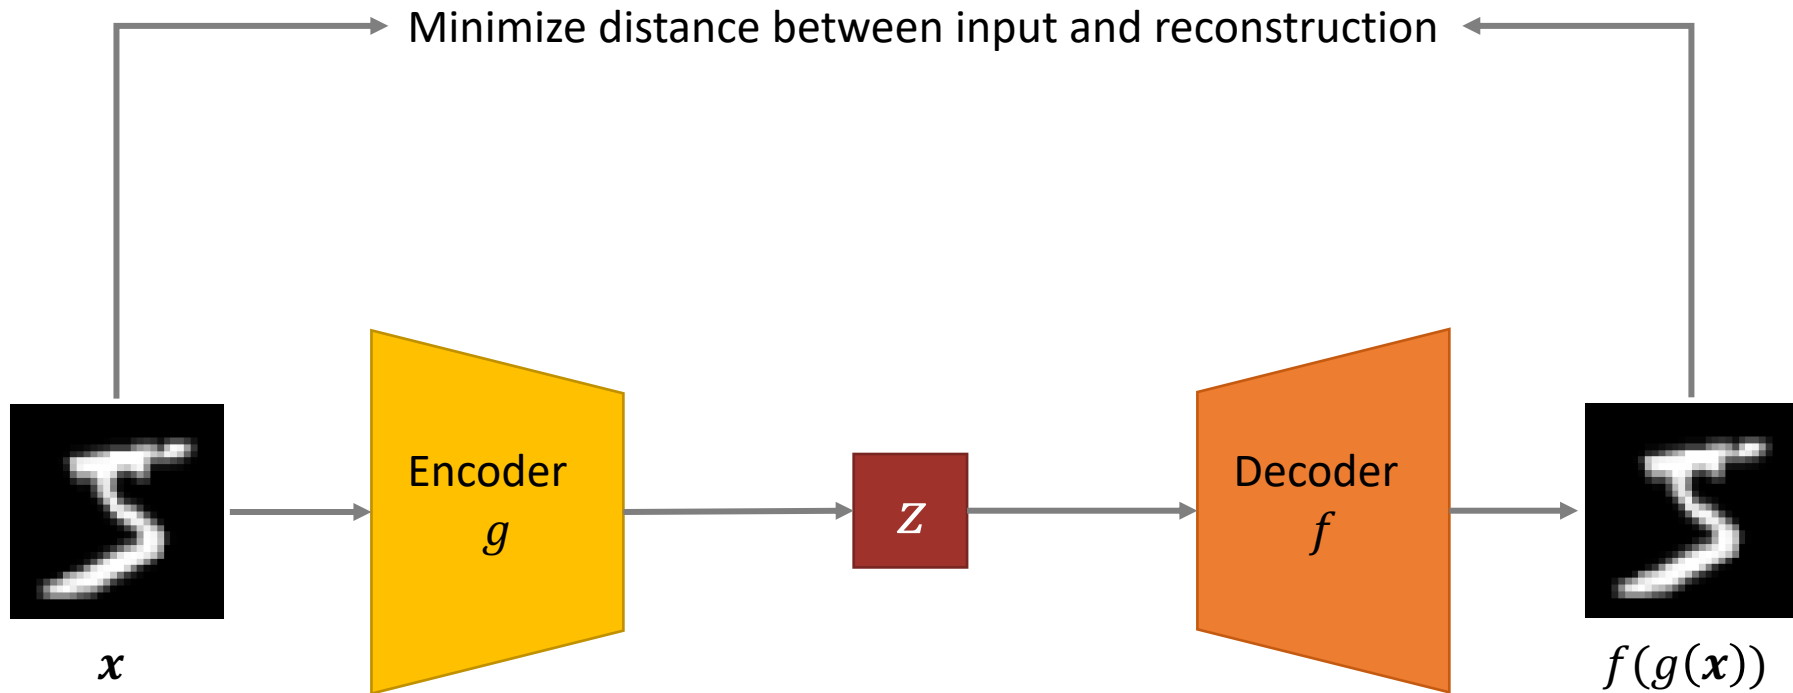 Minimize distance between input and reconstruction
Encoder
g
z
Decoder
f
x
f(g(x))